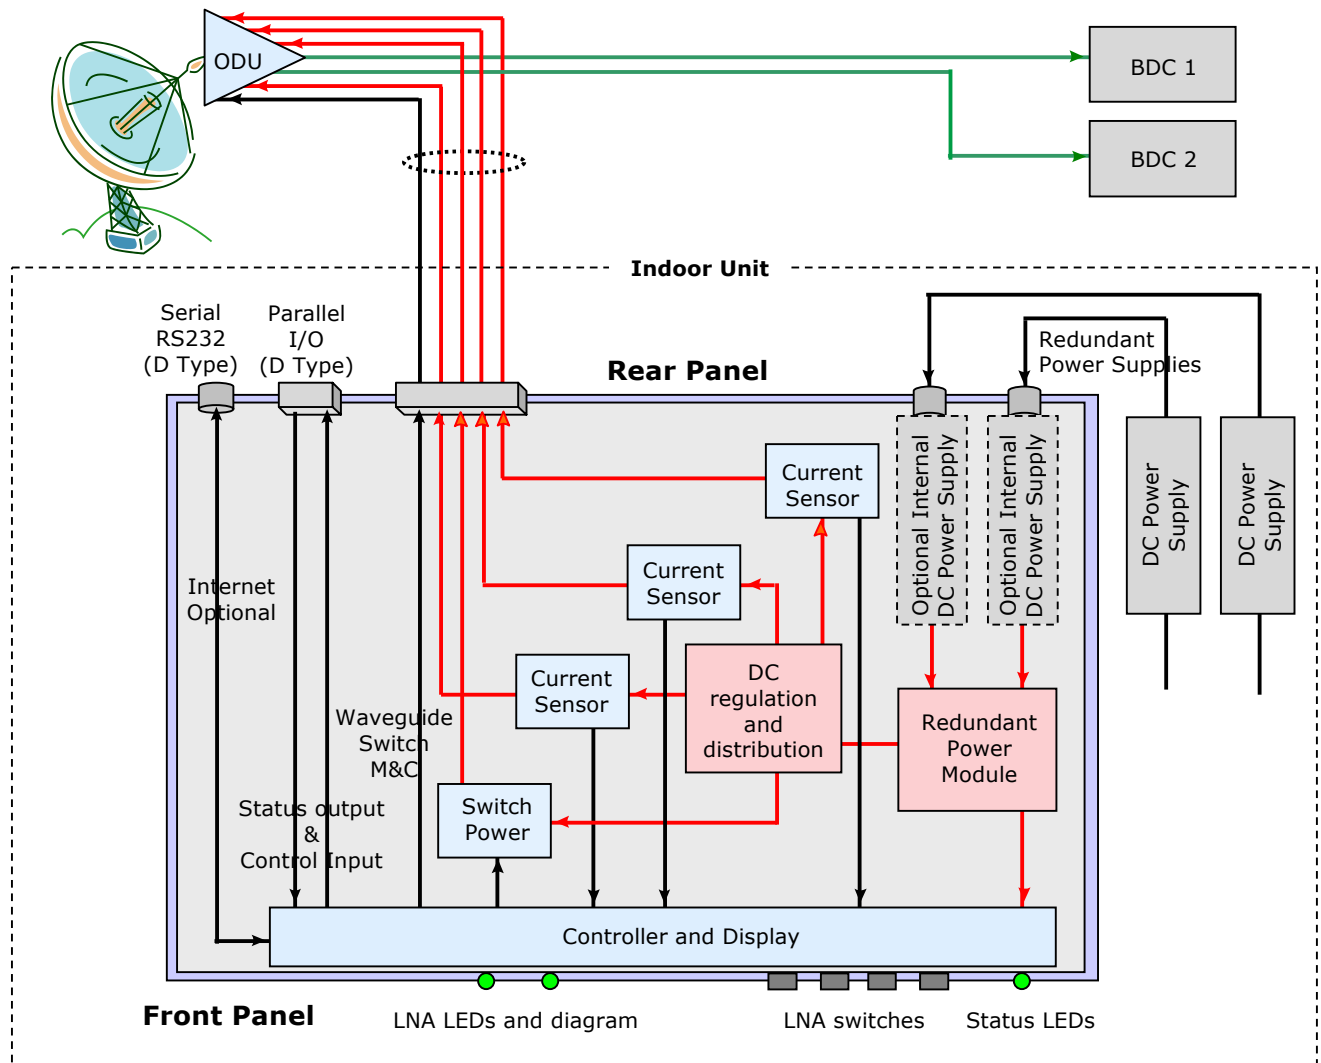 ODU
BDC 1
BDC 2
Indoor Unit
Serial
RS232
(D Type)
Parallel
I/O
(D Type)
Rear Panel
Redundant
Power Supplies
Current
Sensor
Optional Internal
DC Power Supply
Optional Internal
DC Power Supply
DC Power
Supply
DC Power
Supply
Internet
Optional
Current
Sensor
Current
Sensor
DC
regulation
and
distribution
Redundant
Power
Module
Waveguide
Switch
M&C
Status output
&
Control Input
Switch
Power
Controller and Display
Front Panel
LNA LEDs and diagram
LNA switches
Status LEDs